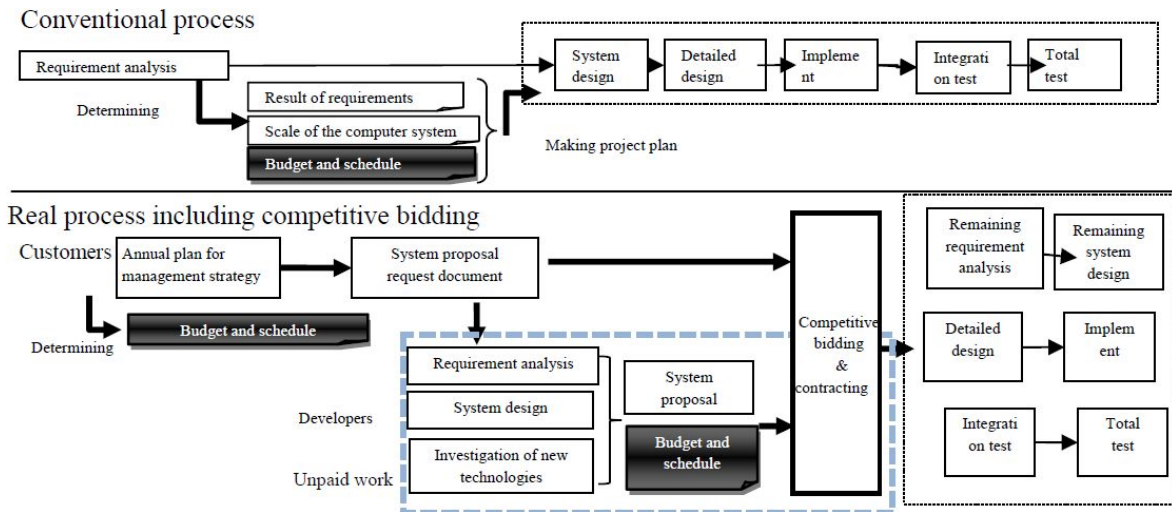 Conventional process
Requirement analysis
Determining
Result of requirements
Scale of the computer system
Budget and schedule
Making project plan
System
design
Detailed
design
Implem
ent
Integrati
on test
Total
test
Real process including competitive bidding
Customers
Annual plan for
management strategy
System proposal
request document
Budget and schedule
Determining
Requirement analysis
System design
Investigation of new
technologies
Developers
Unpaid work
System
proposal
Budget and
schedule
Competitive
bidding
&
contracting
Remaining
requirement
analysis
Remaining
system
design
Detailed
design
Implem
ent
Integrati
on test
Total
test